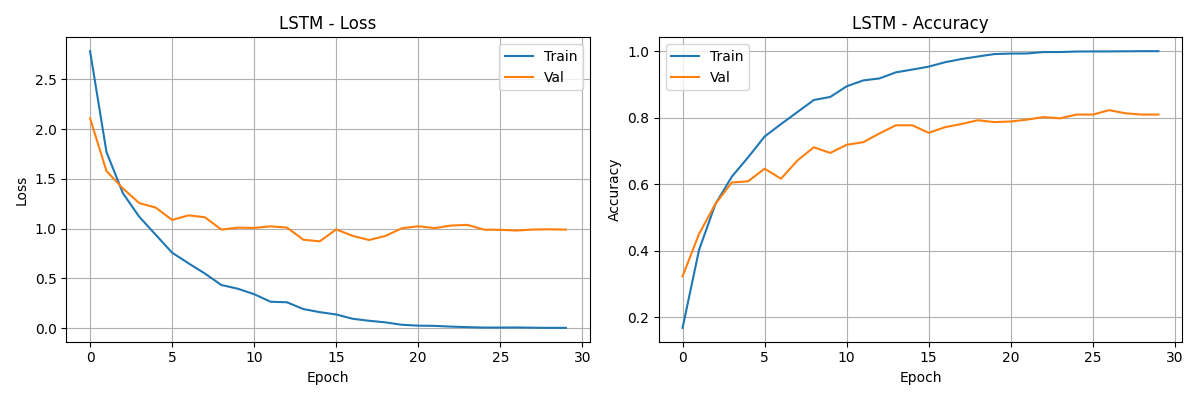 LSTM - Loss
Loss
2.5
2.0
1.5
1.0
0.5
0.0
Train
Val
0 5 10 15 20 25 30
Epoch
LSTM - Accuracy
Accuracy
1.0
0.8
0.6
0.4
0.2
Train
Val
0 5 10 15 20 25 30
Epoch